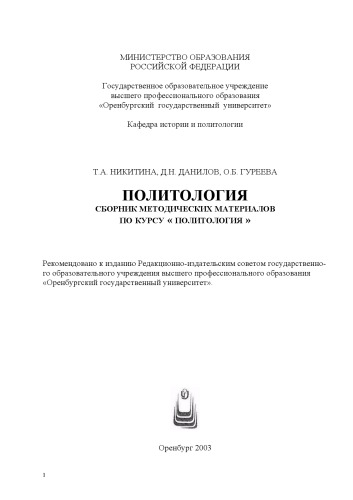 МИНИСТЕРСТВО ОБРАЗОВАНИЯ
РОССИЙСКОЙ ФЕДЕРАЦИИ
Государственное образовательное учреждение
высшего профессионального образования
«Оренбургский государственный университет»
Кафедра истории и политологии
Т.А. НИКИТИНА, Д.Н. ДАНИЛОВ, О.Б. ГУРЕЕВА
ПОЛИТОЛОГИЯ
СБОРНИК МЕТОДИЧЕСКИХ МАТЕРИАЛОВ
ПО КУРСУ « ПОЛИТОЛОГИЯ »
Рекомендовано к изданию Редакционно-издательским советом государственно-
го образовательного учреждения высшего профессионального образования
«Оренбургский государственный университет».
Оренбург 2003
1